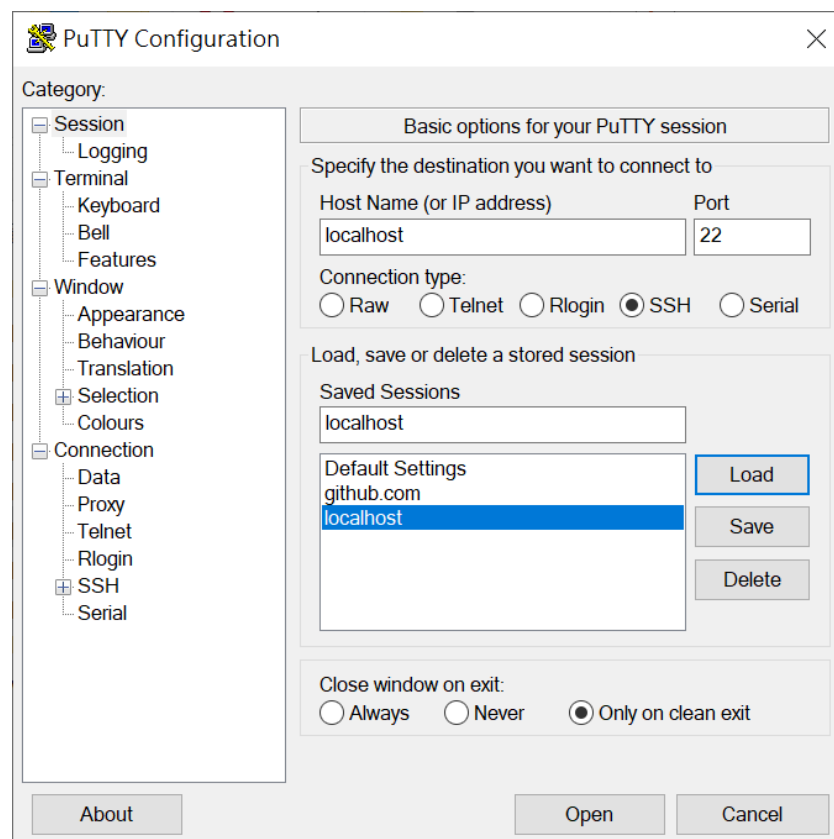 PuTTY Configuration
Category:
Session
Logging
Terminal
Keyboard
Bell
Features
Window
Appearance
Behaviour
Translation
Selection
Colours
Connection
Data
Proxy
Telnet
Rlogin
SSH
Serial
Basic options for your PuTTY session
Specify the destination you want to connect to
Host Name (or IP address) Port
localhost 22
Connection type:
Raw Telnet Rlogin SSH Serial
Load, save or delete a stored session
Saved Sessions
localhost
Default Settings
github.com
localhost
Load
Save
Delete
Close window on exit:
Always Never Only on clean exit
About Open Cancel